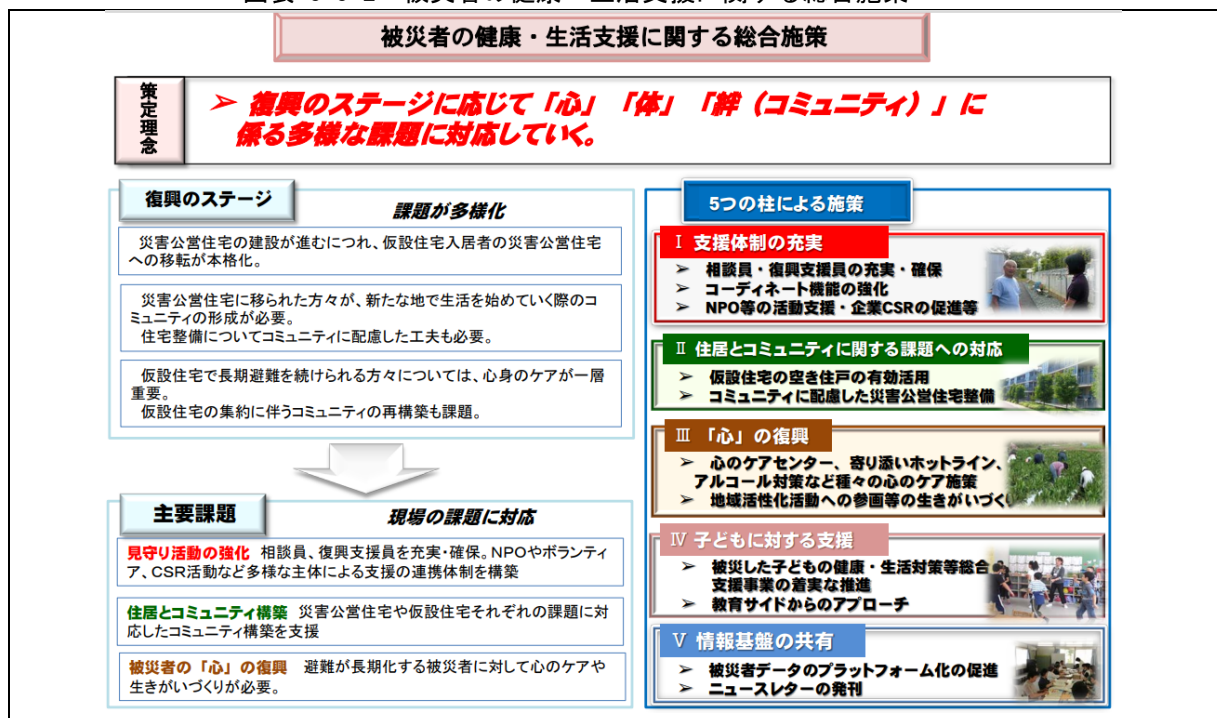 被災者の健康・生活支援に関する総合施策
策定理念
➢ 復興のステージに応じて「心」「体」「絆（コミュニティ）」に
係る多様な課題に対応していく。
復興のステージ
課題が多様化
災害公営住宅の建設が進むにつれ、仮設住宅入居者の災害公営住宅
への移転が本格化。
災害公営住宅に移られた方々が、新たな地で生活を始めていく際のコ
ミュニティの形成が必要。
住宅整備についてコミュニティに配慮した工夫も必要。
仮設住宅で長期避難を続けられる方々については、心身のケアが一層
重要。
仮設住宅の集約に伴うコミュニティの再構築も課題。
主要課題
現場の課題に対応
見守り活動の強化 相談員、復興支援員を充実・確保。NPOやボランティ
ア、CSR活動など多様な主体による支援の連携体制を構築
住居とコミュニティ構築 災害公営住宅や仮設住宅それぞれの課題に対
応したコミュニティ構築を支援
被災者の「心」の復興 避難が長期化する被災者に対して心のケアや
生きがいづくりが必要。
5つの柱による施策
Ⅰ 支援体制の充実
➢ 相談員・復興支援員の充実・確保
➢ コーディネート機能の強化
➢ NPO等の活動支援・企業CSRの促進等
Ⅱ 住居とコミュニティに関する課題への対応
➢ 仮設住宅の空き住戸の有効活用
➢ コミュニティに配慮した災害公営住宅整備
Ⅲ 「心」の復興
➢ 心のケアセンター、寄り添いホットライン、
アルコール対策など種々の心のケア施策
➢ 地域活性化活動への参画等の生きがいづくり
Ⅳ 子どもに対する支援
➢ 被災した子どもの健康・生活対策等総合
支援事業の着実な推進
➢ 教育サイドからのアプローチ
Ⅴ 情報基盤の共有
➢ 被災者データのプラットフォーム化の促進
➢ ニュースレターの発刊